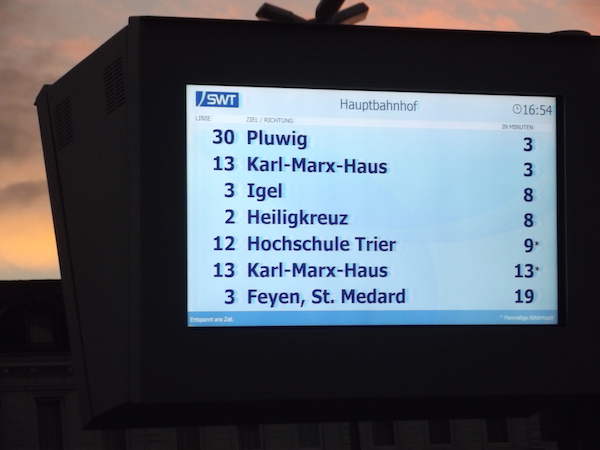 SWT Hauptbahnhof 16:54
LINIE ZIEL / RICHTUNG IN MINUTEN
30 Pluwig 3
13 Karl-Marx-Haus 3
3 Igel 8
2 Heiligkreuz 8
12 Hochschule Trier 9*
13 Karl-Marx-Haus 13*
3 Feyen, St. Medard 19
Entspannt ans Ziel. * Planmäßige Abfahrtszeit